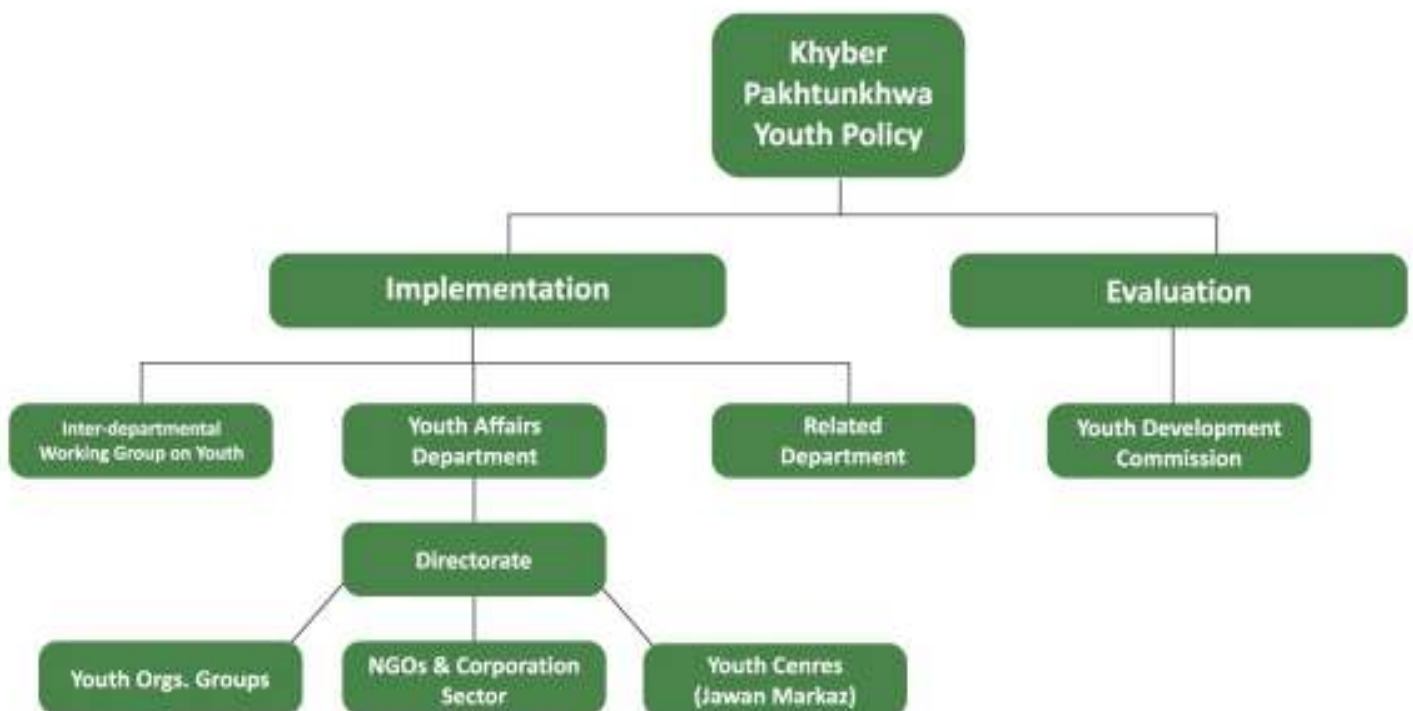 Khyber
Pakhtunkhwa
Youth Policy
Implementation
Evaluation
Inter-departmental
Working Group on Youth
Youth Affairs
Department
Related
Department
Youth Development
Commission
Directorate
Youth Orgs. Groups
NGOs & Corporation
Sector
Youth Cenres
(Jawan Markaz)